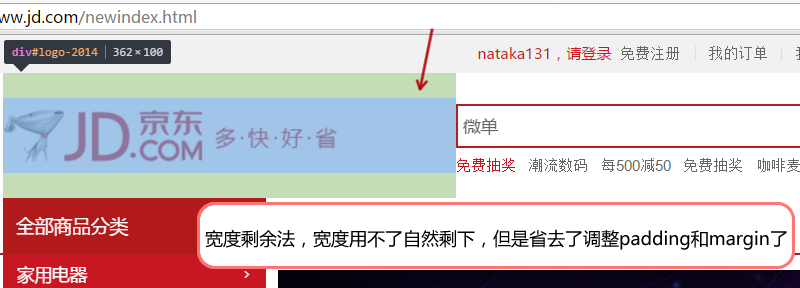 ww.jd.com/newindex.html
div#logo-2014 | 362×100
nataka131，请登录 免费注册 我的订单
JD.COM 京东 多·快·好·省
微单
免费抽奖 潮流数码 每500减50 免费抽奖 咖啡麦
全部商品分类
宽度剩余法，宽度用不了自然剩下，但是省去了调整padding和margin了
家用电器 >